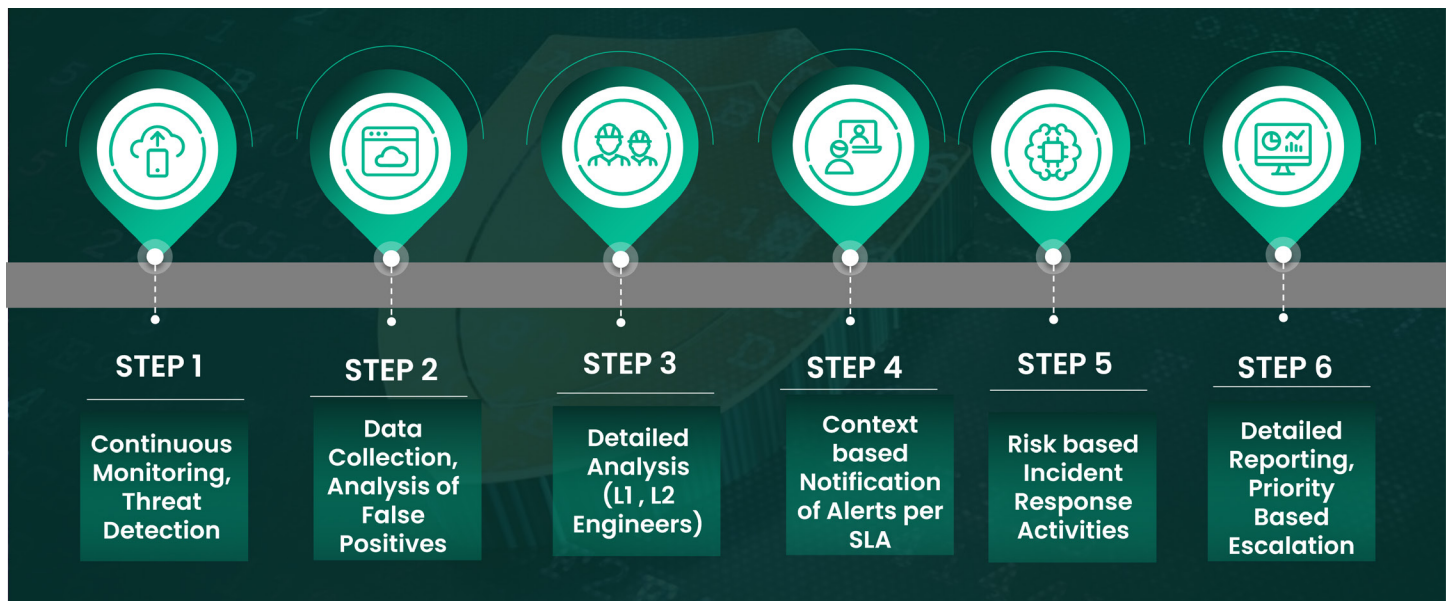 STEP 1
Continuous
Monitoring,
Threat
Detection
STEP 2
Data
Collection,
Analysis of
False
Positives
STEP 3
Detailed
Analysis
(L1 , L2
Engineers)
STEP 4
Context
based
Notification
of Alerts per
SLA
STEP 5
Risk based
Incident
Response
Activities
STEP 6
Detailed
Reporting,
Priority
Based
Escalation